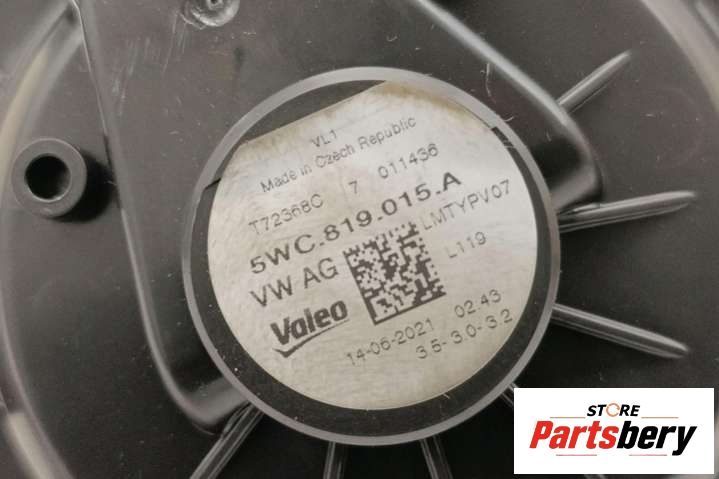 VL1
Made in Czech Republic
T72368C 7 011436
5WC.819.015.A
LMTYPV07
VW AG
L119
Valeo
14-06-2021 02:43
3.5-3.0-3.2
STORE
Partsbery